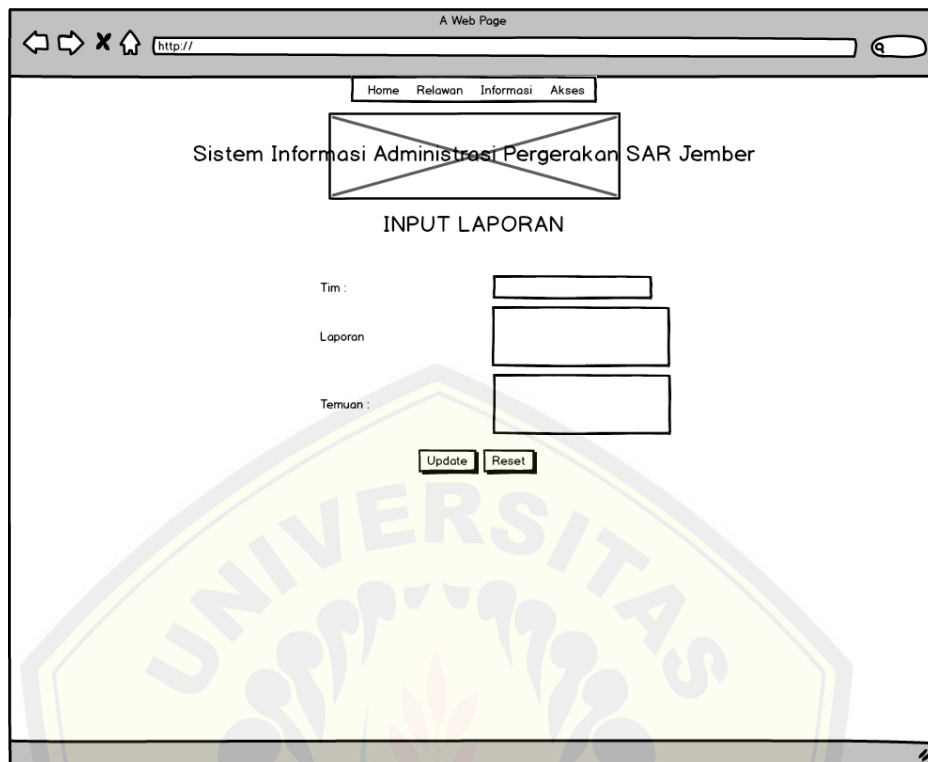 A Web Page
http://
Home Relawan Informasi Akses
Sistem Informasi Administrasi Pergerakan SAR Jember
INPUT LAPORAN
Tim :
Laporan
Temuan :
Update Reset
UNIVERSITAS